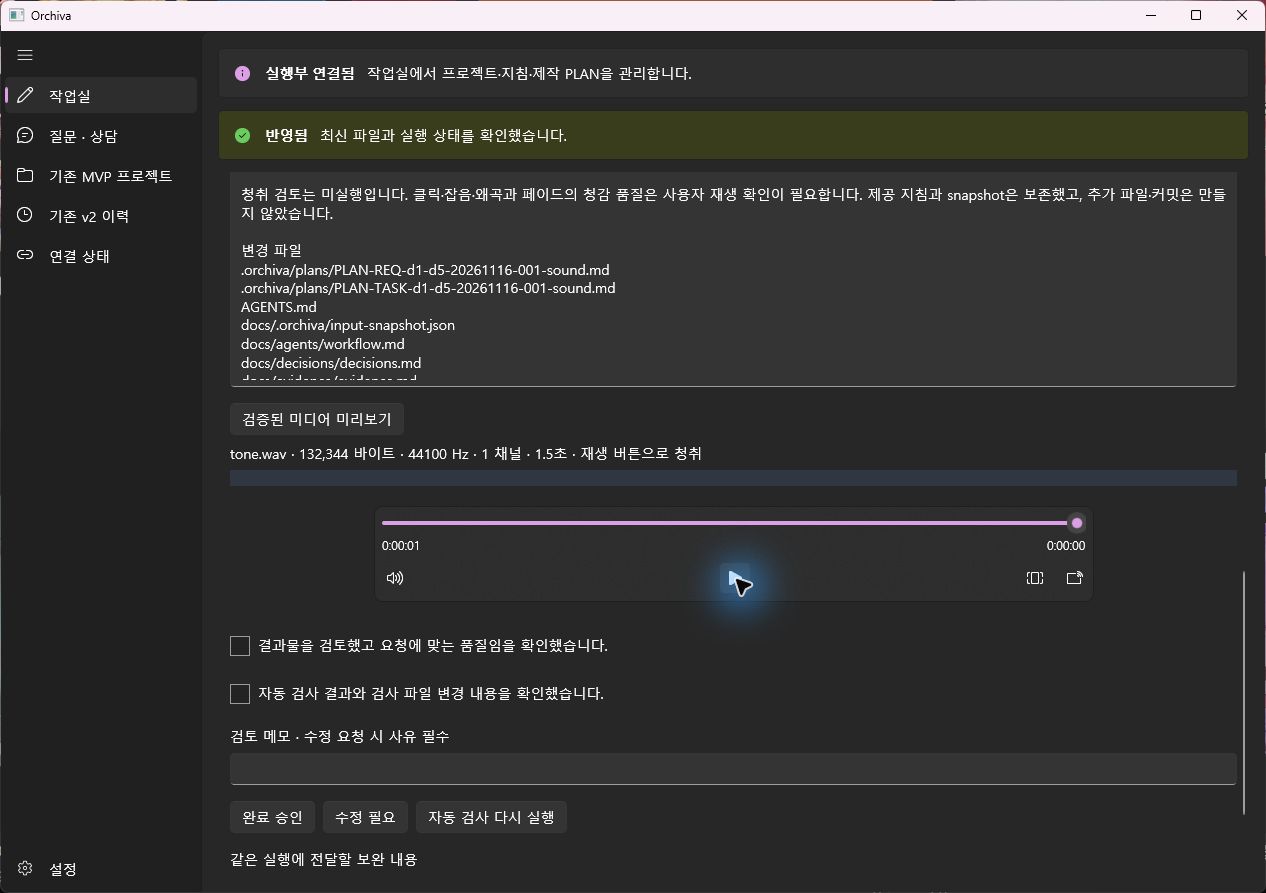 Orchiva
작업실
질문 · 상담
기존 MVP 프로젝트
기존 v2 이력
연결 상태
설정
실행부 연결됨 작업실에서 프로젝트·지침·제작 PLAN을 관리합니다.
반영됨 최신 파일과 실행 상태를 확인했습니다.
청취 검토는 미실행입니다. 클릭·잡음·왜곡과 페이드의 청감 품질은 사용자 재생 확인이 필요합니다. 제공 지침과 snapshot은 보존했고, 추가 파일·커밋은 만들
지 않았습니다.
변경 파일
.orchiva/plans/PLAN-REQ-d1-d5-20261116-001-sound.md
.orchiva/plans/PLAN-TASK-d1-d5-20261116-001-sound.md
AGENTS.md
docs/.orchiva/input-snapshot.json
docs/agents/workflow.md
docs/decisions/decisions.md
검증된 미디어 미리보기
tone.wav · 132,344 바이트 · 44100 Hz · 1 채널 · 1.5초 · 재생 버튼으로 청취
0:00:01
0:00:00
결과물을 검토했고 요청에 맞는 품질임을 확인했습니다.
자동 검사 결과와 검사 파일 변경 내용을 확인했습니다.
검토 메모 · 수정 요청 시 사유 필수
완료 승인
수정 필요
자동 검사 다시 실행
같은 실행에 전달할 보완 내용